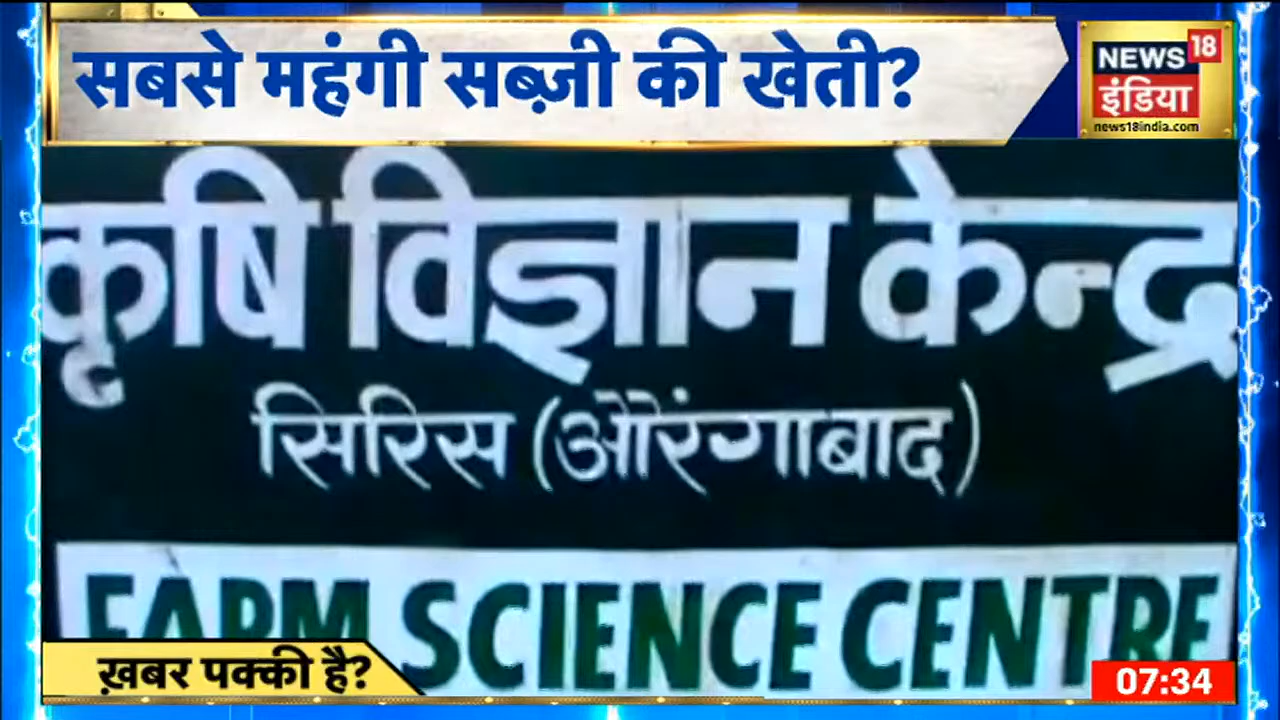 सबसे महंगी सब्ज़ी की खेती?
NEWS 18
इंडिया
news18india.com
कृषि विज्ञान केन्द्र
सिरिस (औरंगाबाद)
FARM SCIENCE CENTRE
ख़बर पक्की है?
07:34